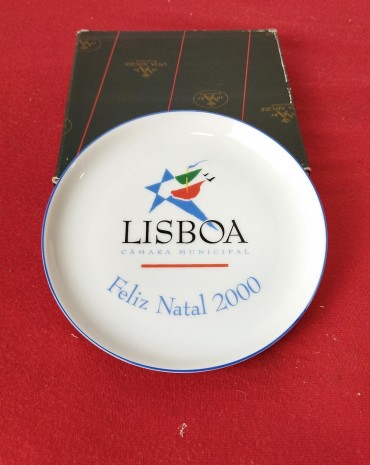 LISBOA
CÂMARA MUNICIPAL
Feliz Natal 2000